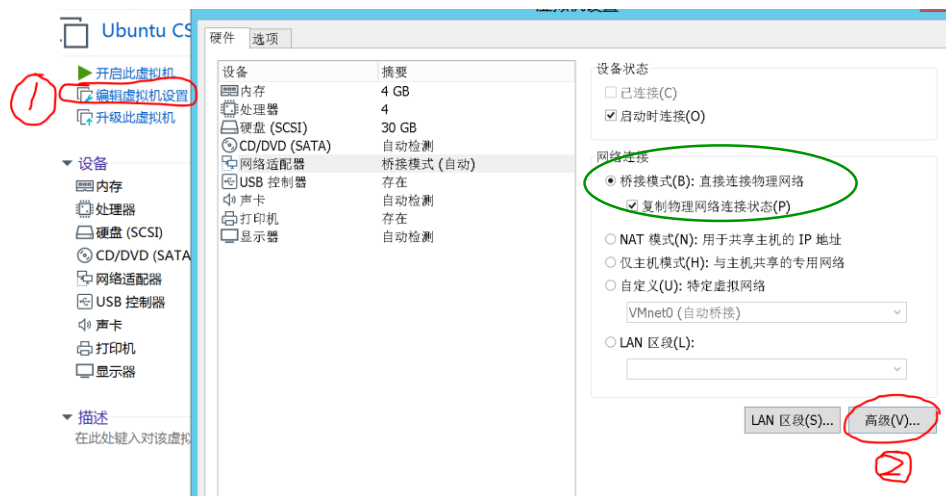 虚拟机设置
Ubuntu CS
开启此虚拟机
编辑虚拟机设置
升级此虚拟机
设备
内存
处理器
硬盘 (SCSI)
CD/DVD (SATA
网络适配器
USB 控制器
声卡
打印机
显示器
描述
在此处键入对该虚拟
1
硬件 选项
设备 摘要
内存 4 GB
处理器 4
硬盘 (SCSI) 30 GB
CD/DVD (SATA) 自动检测
网络适配器 桥接模式 (自动)
USB 控制器 存在
声卡 自动检测
打印机 存在
显示器 自动检测
设备状态
已连接(C)
启动时连接(O)
网络连接
桥接模式(B): 直接连接物理网络
复制物理网络连接状态(P)
NAT 模式(N): 用于共享主机的 IP 地址
仅主机模式(H): 与主机共享的专用网络
自定义(U): 特定虚拟网络
VMnet0 (自动桥接)
LAN 区段(L):
LAN 区段(S)... 高级(V)...
2